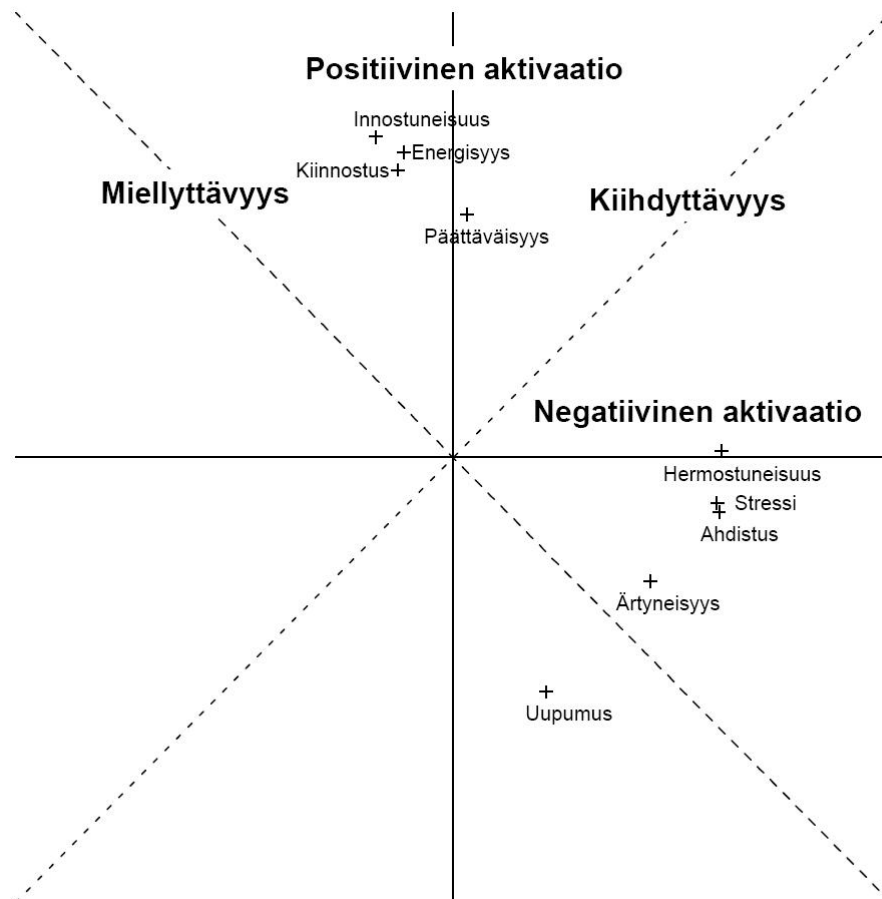 Positiivinen aktivaatio
Innostuneisuus
Energisyys
Kiinnostus
Miellyttävyys
Kiihdyttävyys
Päättäväisyys
Negatiivinen aktivaatio
Hermostuneisuus
Stressi
Ahdistus
Ärtyneisyys
Uupumus